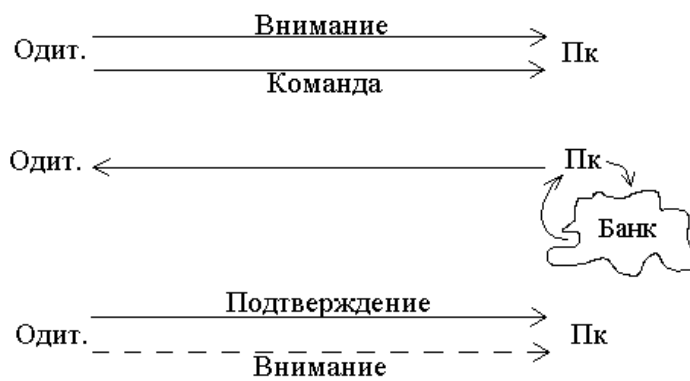 Внимание
Одит. Пк
Команда
Одит. Пк
Банк
Подтверждение
Одит. Пк
Внимание